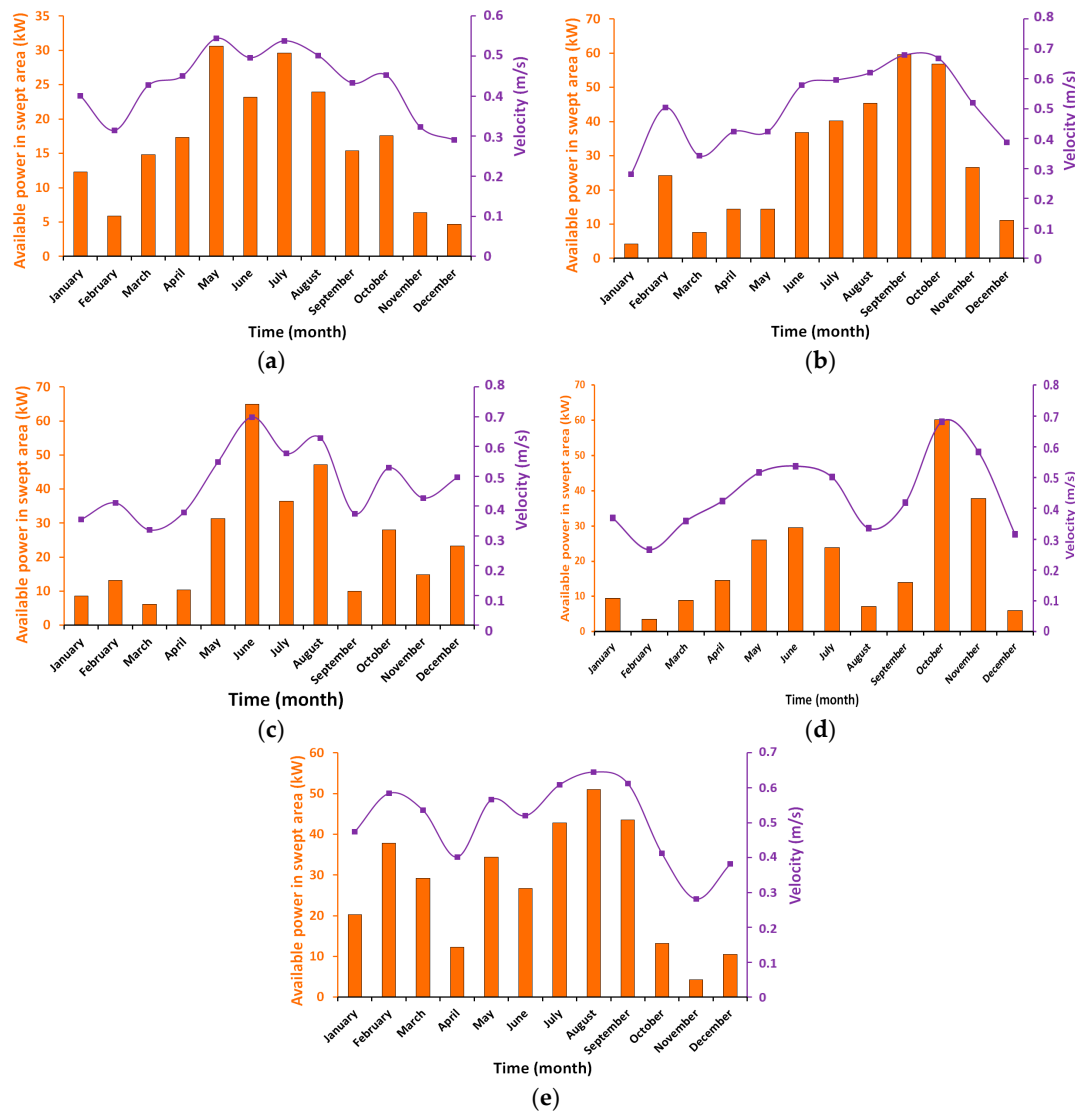 Available power in swept area (kW)
35
30
25
20
15
10
5
0
0.6
0.5
0.4
0.3
0.2
0.1
0
Velocity (m/s)
January
February
March
April
May
June
July
August
September
October
November
December
Time (month)
(a)
Available power in swept area (kW)
70
60
50
40
30
20
10
0
0.8
0.7
0.6
0.5
0.4
0.3
0.2
0.1
0
Velocity (m/s)
January
February
March
April
May
June
July
August
September
October
November
December
Time (month)
(b)
Available power in swept area (kW)
70
60
50
40
30
20
10
0
0.8
0.7
0.6
0.5
0.4
0.3
0.2
0.1
0
Velocity (m/s)
January
February
March
April
May
June
July
August
September
October
November
December
Time (month)
(c)
Available power in swept area (kW)
70
60
50
40
30
20
10
0
0.8
0.7
0.6
0.5
0.4
0.3
0.2
0.1
0
Velocity (m/s)
January
February
March
April
May
June
July
August
September
October
November
December
Time (month)
(d)
Available power in swept area (kW)
60
50
40
30
20
10
0
0.7
0.6
0.5
0.4
0.3
0.2
0.1
0
Velocity (m/s)
January
February
March
April
May
June
July
August
September
October
November
December
Time (month)
(e)